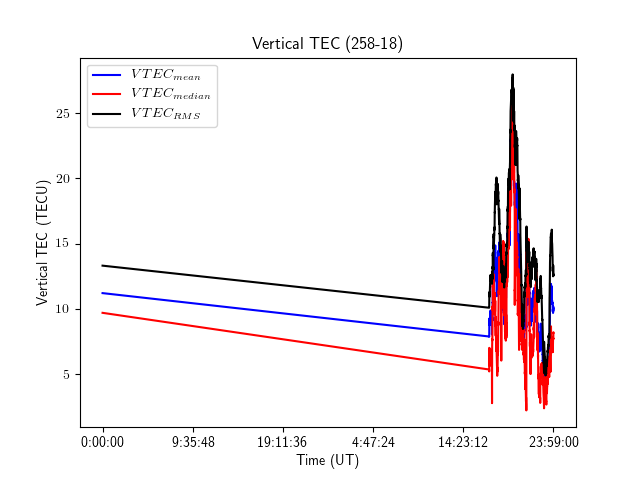 Vertical TEC (258-18)
VTEC_mean
VTEC_median
VTEC_RMS
25
20
15
10
5
Vertical TEC (TECU)
0:00:00 9:35:48 19:11:36 4:47:24 14:23:12 23:59:00
Time (UT)